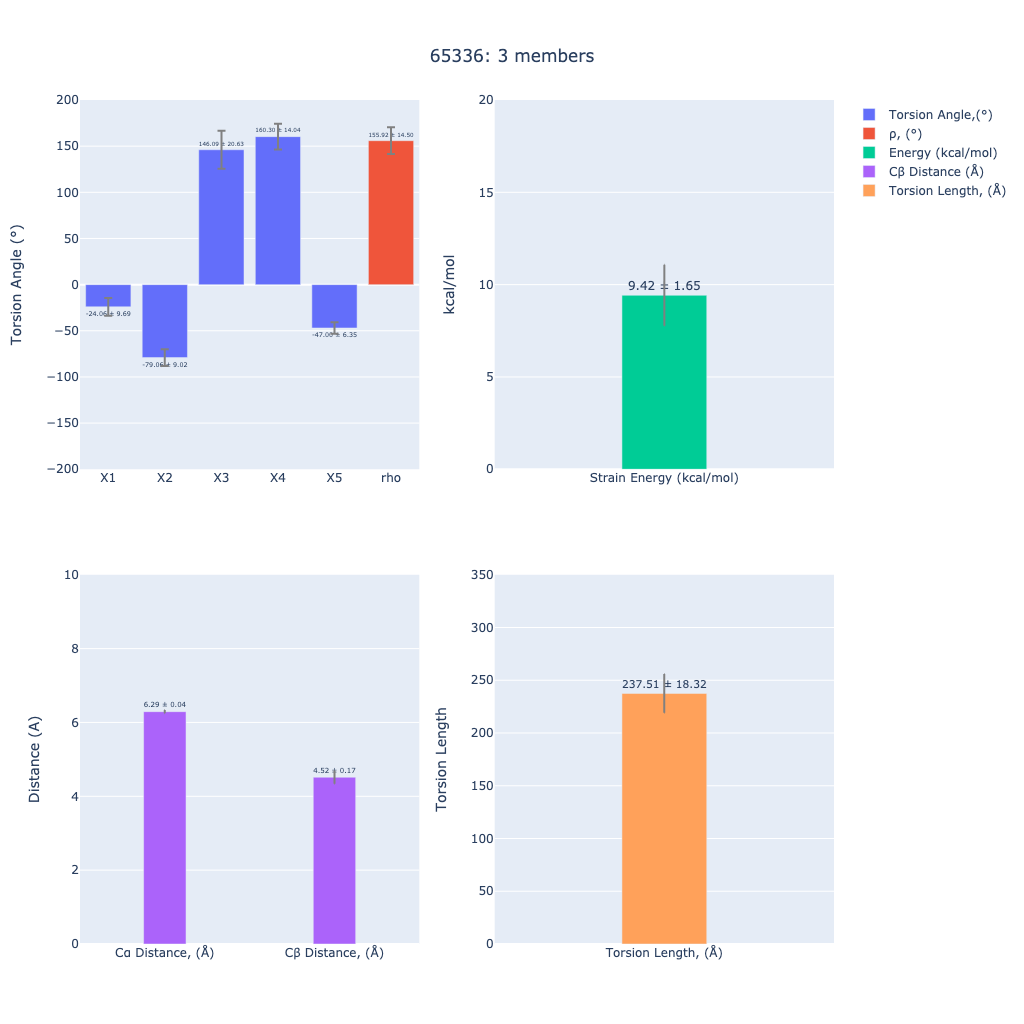 65336: 3 members
Torsion Angle (°)
200
150
100
50
0
−50
−100
−150
−200
146.09 ± 20.63
160.30 ± 14.04
155.92 ± 14.50
-24.06 ± 9.69
-79.06 ± 9.02
-47.00 ± 6.35
X1 X2 X3 X4 X5 rho
kcal/mol
20
15
10
5
0
9.42 ± 1.65
Strain Energy (kcal/mol)
Torsion Angle,(°)
ρ, (°)
Energy (kcal/mol)
Cβ Distance (Å)
Torsion Length, (Å)
Distance (A)
10
8
6
4
2
0
6.29 ± 0.04
4.52 ± 0.17
Cα Distance, (Å) Cβ Distance, (Å)
Torsion Length
350
300
250
200
150
100
50
0
237.51 ± 18.32
Torsion Length, (Å)